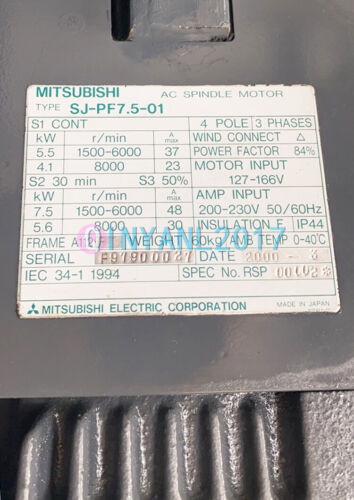 MITSUBISHI AC SPINDLE MOTOR
TYPE SJ-PF7.5-01
S1 CONT 4 POLE 3 PHASES
kW r/min A max WIND CONNECT △
5.5 1500-6000 37 POWER FACTOR 84%
4.1 8000 23 MOTOR INPUT
S2 30 min S3 50% 127-166V
kW r/min A max AMP INPUT
7.5 1500-6000 48 200-230V 50/60Hz
5.6 8000 30 INSULATION F IP44
FRAME WEIGHT 60kg AMB TEMP 0-40°C
NYANE_2017
SERIAL DATE 2000 - 3
IEC 34-1 1994 SPEC No. RSP
MITSUBISHI ELECTRIC CORPORATION MADE IN JAPAN